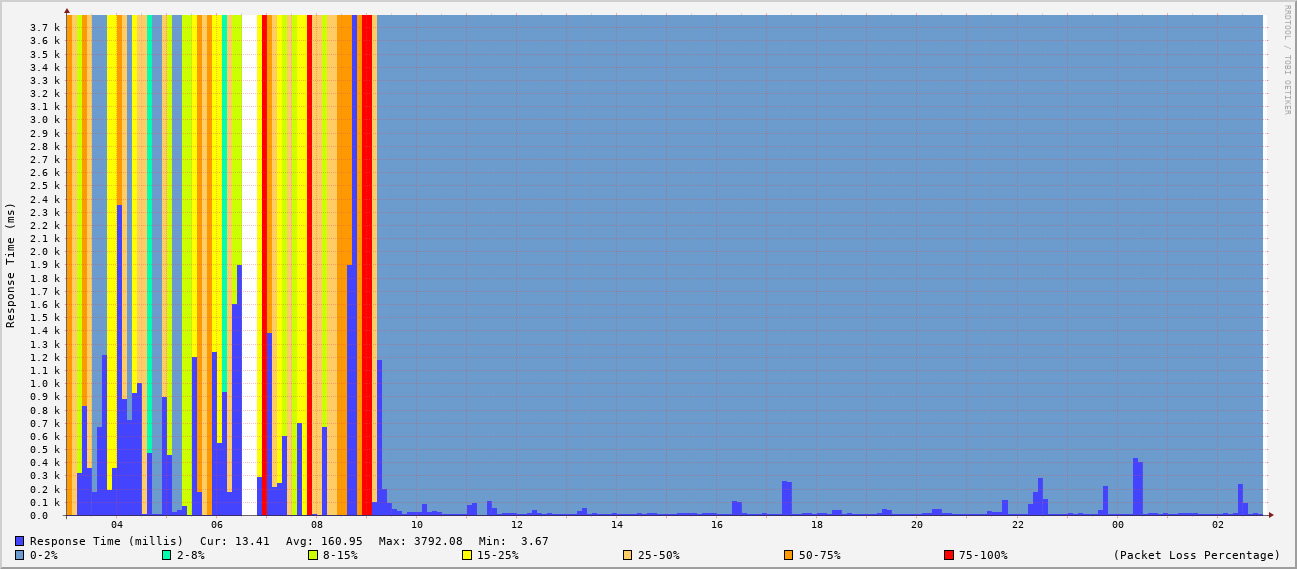 RRDTOOL / TOBI OETIKER
Response Time (ms)
3.7 k
3.6 k
3.5 k
3.4 k
3.3 k
3.2 k
3.1 k
3.0 k
2.9 k
2.8 k
2.7 k
2.6 k
2.5 k
2.4 k
2.3 k
2.2 k
2.1 k
2.0 k
1.9 k
1.8 k
1.7 k
1.6 k
1.5 k
1.4 k
1.3 k
1.2 k
1.1 k
1.0 k
0.9 k
0.8 k
0.7 k
0.6 k
0.5 k
0.4 k
0.3 k
0.2 k
0.1 k
0.0
04 06 08 10 12 14 16 18 20 22 00 02
Response Time (millis) Cur: 13.41 Avg: 160.95 Max: 3792.08 Min: 3.67
0-2% 2-8% 8-15% 15-25% 25-50% 50-75% 75-100% (Packet Loss Percentage)